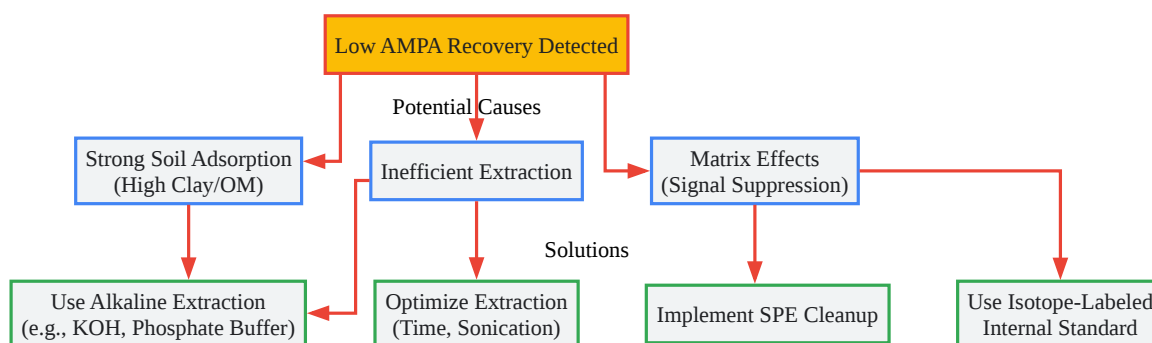 Low AMPA Recovery Detected
Potential Causes
Strong Soil Adsorption
(High Clay/OM)
Inefficient Extraction
Matrix Effects
(Signal Suppression)
Solutions
Use Alkaline Extraction
(e.g., KOH, Phosphate Buffer)
Optimize Extraction
(Time, Sonication)
Implement SPE Cleanup
Use Isotope-Labeled
Internal Standard